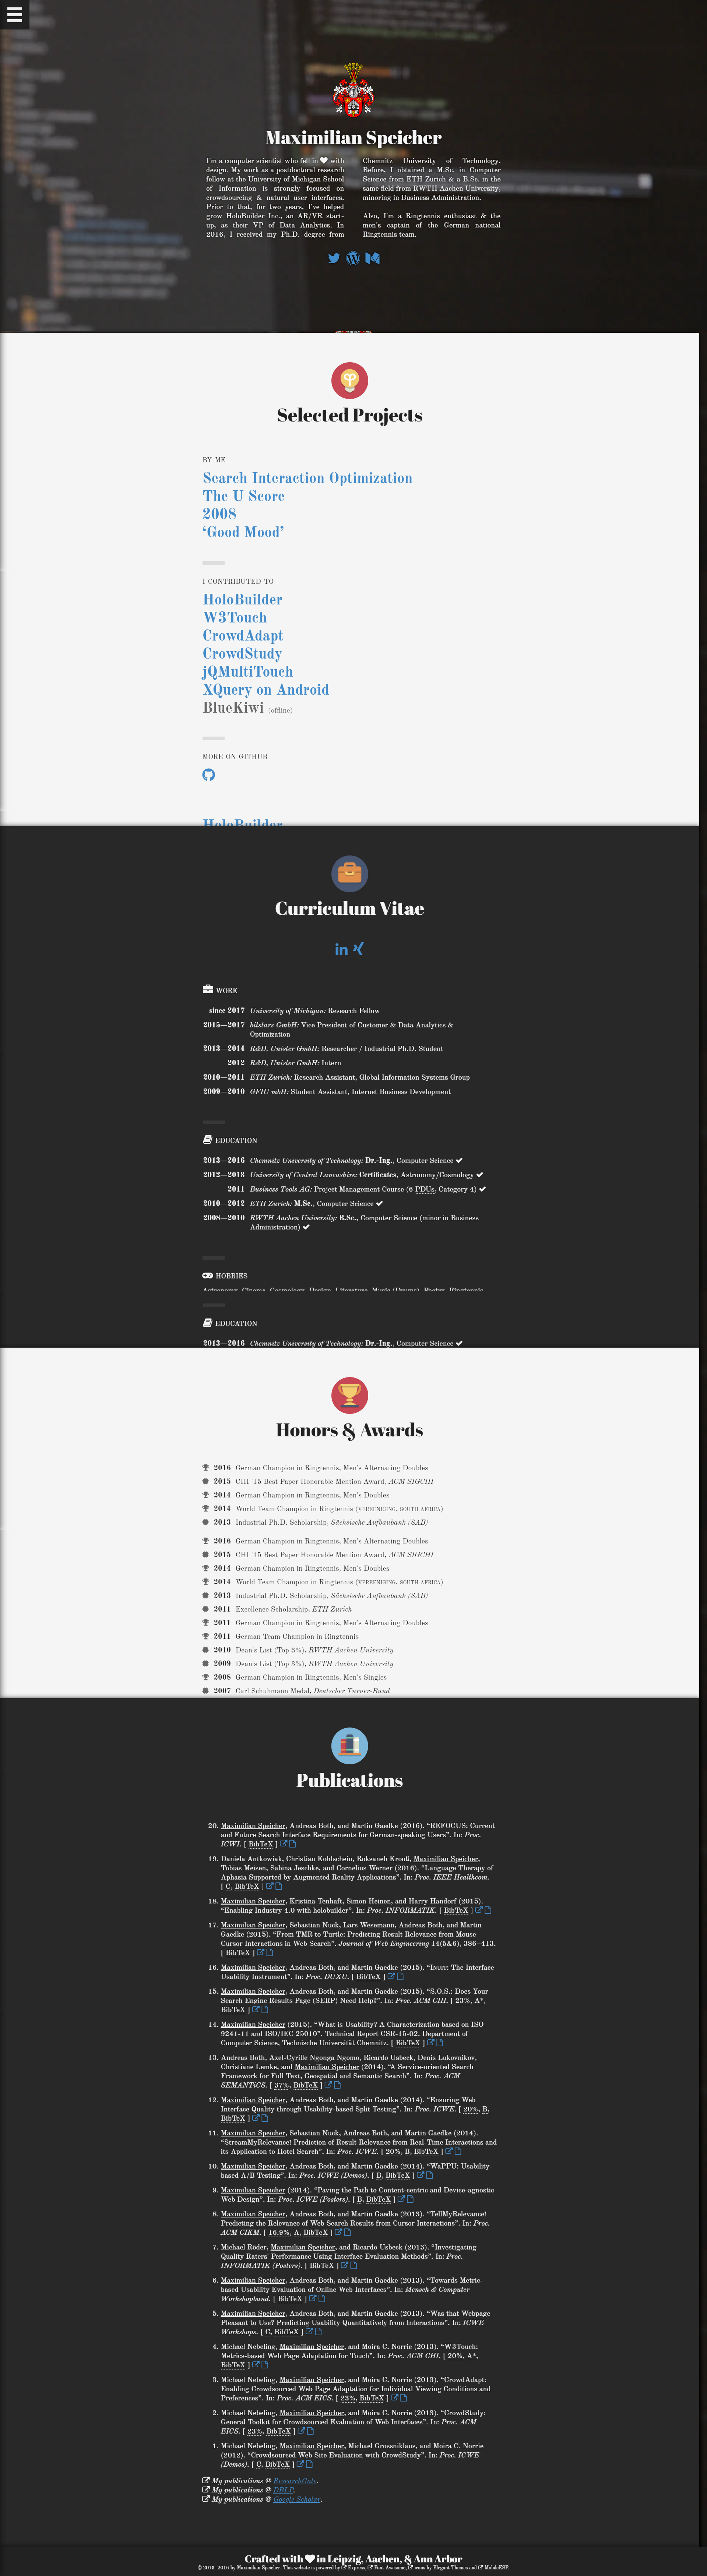 Maximilian Speicher
I'm a computer scientist who fell in with
design. My work as a postdoctoral research
fellow at the University of Michigan School
of Information is strongly focused on
crowdsourcing & natural user interfaces.
Prior to that, for two years, I've helped
grow HoloBuilder Inc., an AR/VR start-
up, as their VP of Data Analytics. In
2016, I received my Ph.D. degree from
Chemnitz University of Technology.
Before, I obtained a M.Sc. in Computer
Science from ETH Zurich & a B.Sc. in the
same field from RWTH Aachen University,
minoring in Business Administration.
Also, I'm a Ringtennis enthusiast & the
men's captain of the German national
Ringtennis team.
Selected Projects
BY ME
Search Interaction Optimization
The U Score
2008
‘Good Mood’
I CONTRIBUTED TO
HoloBuilder
W3Touch
CrowdAdapt
CrowdStudy
jQMultiTouch
XQuery on Android
BlueKiwi (offline)
MORE ON GITHUB
HoloBuilder
Curriculum Vitae
WORK
since 2017 University of Michigan: Research Fellow
2015—2017 bitstars GmbH: Vice President of Customer & Data Analytics &
Optimization
2013—2014 R&D, Unister GmbH: Researcher / Industrial Ph.D. Student
2012 R&D, Unister GmbH: Intern
2010—2011 ETH Zurich: Research Assistant, Global Information Systems Group
2009—2010 GFIU mbH: Student Assistant, Internet Business Development
EDUCATION
2013—2016 Chemnitz University of Technology: Dr.-Ing., Computer Science
2012—2013 University of Central Lancashire: Certificates, Astronomy/Cosmology
2011 Business Tools AG: Project Management Course (6 PDUs, Category 4)
2010—2012 ETH Zurich: M.Sc., Computer Science
2008—2010 RWTH Aachen University: B.Sc., Computer Science (minor in Business
Administration)
HOBBIES
Astronomy, Cinema, Cosmology, Design, Literature, Music (Drums), Poetry, Ringtennis
EDUCATION
2013—2016 Chemnitz University of Technology: Dr.-Ing., Computer Science
Honors & Awards
2016 German Champion in Ringtennis, Men's Alternating Doubles
2015 CHI '15 Best Paper Honorable Mention Award, ACM SIGCHI
2014 German Champion in Ringtennis, Men's Doubles
2014 World Team Champion in Ringtennis (VEREENIGING, SOUTH AFRICA)
2013 Industrial Ph.D. Scholarship, Sächsische Aufbaubank (SAB)
2016 German Champion in Ringtennis, Men's Alternating Doubles
2015 CHI '15 Best Paper Honorable Mention Award, ACM SIGCHI
2014 German Champion in Ringtennis, Men's Doubles
2014 World Team Champion in Ringtennis (VEREENIGING, SOUTH AFRICA)
2013 Industrial Ph.D. Scholarship, Sächsische Aufbaubank (SAB)
2011 Excellence Scholarship, ETH Zurich
2011 German Champion in Ringtennis, Men's Alternating Doubles
2011 German Team Champion in Ringtennis
2010 Dean's List (Top 3%), RWTH Aachen University
2009 Dean's List (Top 3%), RWTH Aachen University
2008 German Champion in Ringtennis, Men's Singles
2007 Carl Schuhmann Medal, Deutscher Turner-Bund
Publications
20. Maximilian Speicher, Andreas Both, and Martin Gaedke (2016). “REFOCUS: Current
and Future Search Interface Requirements for German-speaking Users”. In: Proc.
ICWI. [ BibTeX ]
19. Daniela Antkowiak, Christian Kohlschein, Roksaneh Krooß, Maximilian Speicher,
Tobias Meisen, Sabina Jeschke, and Cornelius Werner (2016). “Language Therapy of
Aphasia Supported by Augmented Reality Applications”. In: Proc. IEEE Healthcom.
[ C, BibTeX ]
18. Maximilian Speicher, Kristina Tenhaft, Simon Heinen, and Harry Handorf (2015).
“Enabling Industry 4.0 with holobuilder”. In: Proc. INFORMATIK. [ BibTeX ]
17. Maximilian Speicher, Sebastian Nuck, Lars Wesemann, Andreas Both, and Martin
Gaedke (2015). “From TMR to Turtle: Predicting Result Relevance from Mouse
Cursor Interactions in Web Search”. Journal of Web Engineering 14(5&6), 386–413.
[ BibTeX ]
16. Maximilian Speicher, Andreas Both, and Martin Gaedke (2015). “INUIT: The Interface
Usability Instrument”. In: Proc. DUXU. [ BibTeX ]
15. Maximilian Speicher, Andreas Both, and Martin Gaedke (2015). “S.O.S.: Does Your
Search Engine Results Page (SERP) Need Help?”. In: Proc. ACM CHI. [ 23%, A*,
BibTeX ]
14. Maximilian Speicher (2015). “What is Usability? A Characterization based on ISO
9241-11 and ISO/IEC 25010”. Technical Report CSR-15-02. Department of
Computer Science, Technische Universität Chemnitz. [ BibTeX ]
13. Andreas Both, Axel-Cyrille Ngonga Ngomo, Ricardo Usbeck, Denis Lukovnikov,
Christiane Lemke, and Maximilian Speicher (2014). “A Service-oriented Search
Framework for Full Text, Geospatial and Semantic Search”. In: Proc. ACM
SEMANTiCS. [ 37%, BibTeX ]
12. Maximilian Speicher, Andreas Both, and Martin Gaedke (2014). “Ensuring Web
Interface Quality through Usability-based Split Testing”. In: Proc. ICWE. [ 20%, B,
BibTeX ]
11. Maximilian Speicher, Sebastian Nuck, Andreas Both, and Martin Gaedke (2014).
“StreamMyRelevance! Prediction of Result Relevance from Real-Time Interactions and
its Application to Hotel Search”. In: Proc. ICWE. [ 20%, B, BibTeX ]
10. Maximilian Speicher, Andreas Both, and Martin Gaedke (2014). “WaPPU: Usability-
based A/B Testing”. In: Proc. ICWE (Demos). [ B, BibTeX ]
9. Maximilian Speicher (2014). “Paving the Path to Content-centric and Device-agnostic
Web Design”. In: Proc. ICWE (Posters). [ B, BibTeX ]
8. Maximilian Speicher, Andreas Both, and Martin Gaedke (2013). “TellMyRelevance!
Predicting the Relevance of Web Search Results from Cursor Interactions”. In: Proc.
ACM CIKM. [ 16.9%, A, BibTeX ]
7. Michael Röder, Maximilian Speicher, and Ricardo Usbeck (2013). “Investigating
Quality Raters' Performance Using Interface Evaluation Methods”. In: Proc.
INFORMATIK (Posters). [ BibTeX ]
6. Maximilian Speicher, Andreas Both, and Martin Gaedke (2013). “Towards Metric-
based Usability Evaluation of Online Web Interfaces”. In: Mensch & Computer
Workshopband. [ BibTeX ]
5. Maximilian Speicher, Andreas Both, and Martin Gaedke (2013). “Was that Webpage
Pleasant to Use? Predicting Usability Quantitatively from Interactions”. In: ICWE
Workshops. [ C, BibTeX ]
4. Michael Nebeling, Maximilian Speicher, and Moira C. Norrie (2013). “W3Touch:
Metrics-based Web Page Adaptation for Touch”. In: Proc. ACM CHI. [ 20%, A*,
BibTeX ]
3. Michael Nebeling, Maximilian Speicher, and Moira C. Norrie (2013). “CrowdAdapt:
Enabling Crowdsourced Web Page Adaptation for Individual Viewing Conditions and
Preferences”. In: Proc. ACM EICS. [ 23%, BibTeX ]
2. Michael Nebeling, Maximilian Speicher, and Moira C. Norrie (2013). “CrowdStudy:
General Toolkit for Crowdsourced Evaluation of Web Interfaces”. In: Proc. ACM
EICS. [ 23%, BibTeX ]
1. Michael Nebeling, Maximilian Speicher, Michael Grossniklaus, and Moira C. Norrie
(2012). “Crowdsourced Web Site Evaluation with CrowdStudy”. In: Proc. ICWE
(Demos). [ C, BibTeX ]
My publications @ ResearchGate.
My publications @ DBLP.
My publications @ Google Scholar.
Crafted with in Leipzig, Aachen, & Ann Arbor
© 2013–2016 by Maximilian Speicher. This website is powered by Express, Font Awesome, icons by Elegant Themes and MobileESP.